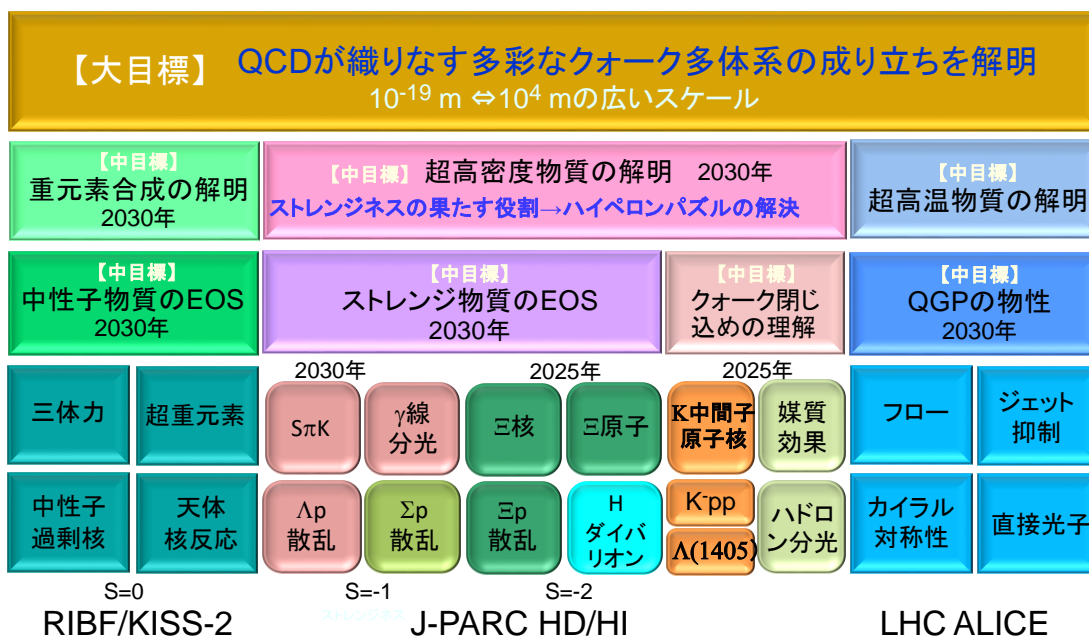 【大目標】 QCDが織りなす多彩なクォーク多体系の成り立ちを解明
10-19 m ⇔104 mの広いスケール
【中目標】
重元素合成の解明
2030年
【中目標】 超高密度物質の解明 2030年
ストレンジネスの果たす役割→ハイペロンパズルの解決
【中目標】
超高温物質の解明
【中目標】
中性子物質のEOS
2030年
【中目標】
ストレンジ物質のEOS
2030年
【中目標】
クォーク閉じ
込めの理解
【中目標】
QGPの物性
2030年
2030年
2025年
2025年
三体力
超重元素
SπK
γ線
分光
Ξ核
Ξ原子
K中間子
原子核
媒質
効果
フロー
ジェット
抑制
中性子
過剰核
天体
核反応
Λp
散乱
Σp
散乱
Ξp
散乱
H
ダイバ
リオン
K-pp
Λ(1405)
ハドロ
ン分光
カイラル
対称性
直接光子
S=0
S=-1
S=-2
ストレンジネス
RIBF/KISS-2
J-PARC HD/HI
LHC ALICE